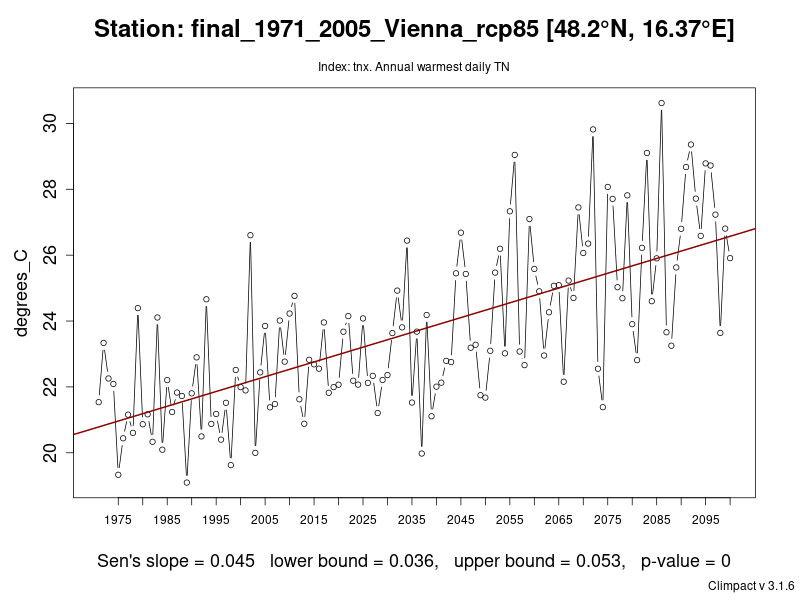 Station: final_1971_2005_Vienna_rcp85 [48.2°N, 16.37°E]
Index: tnx. Annual warmest daily TN
degrees_C
30
28
26
24
22
20
1975 1985 1995 2005 2015 2025 2035 2045 2055 2065 2075 2085 2095
Sen's slope = 0.045 lower bound = 0.036, upper bound = 0.053, p-value = 0
Climpact v 3.1.6